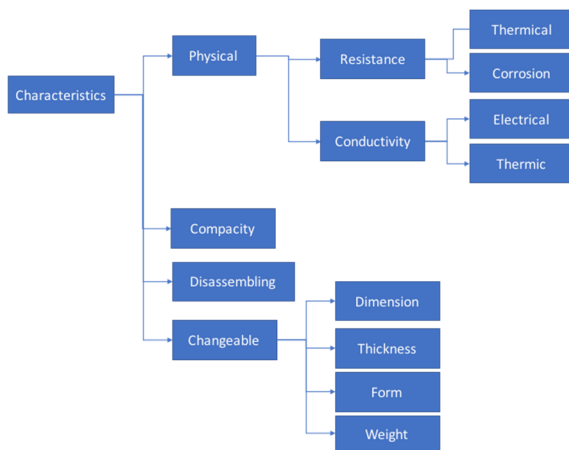 Characteristics
Physical
Resistance
Thermical
Corrosion
Conductivity
Electrical
Thermic
Compacity
Disassembling
Changeable
Dimension
Thickness
Form
Weight